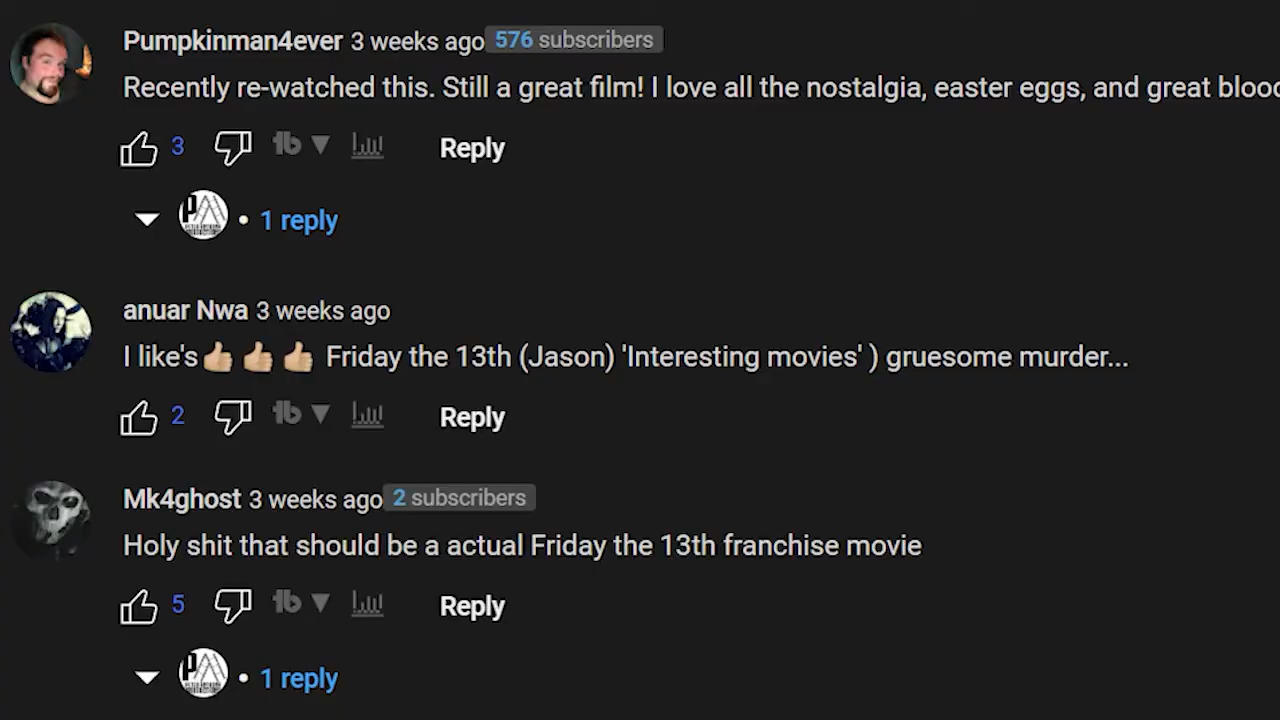 Pumpkinman4ever 3 weeks ago 576 subscribers
Recently re-watched this. Still a great film! I love all the nostalgia, easter eggs, and great
3 Reply
1 reply
anuar Nwa 3 weeks ago
I like's👍🏼👍🏼👍🏼 Friday the 13th (Jason) 'Interesting movies' ) gruesome murder...
2 Reply
Mk4ghost 3 weeks ago 2 subscribers
Holy shit that should be a actual Friday the 13th franchise movie
5 Reply
1 reply